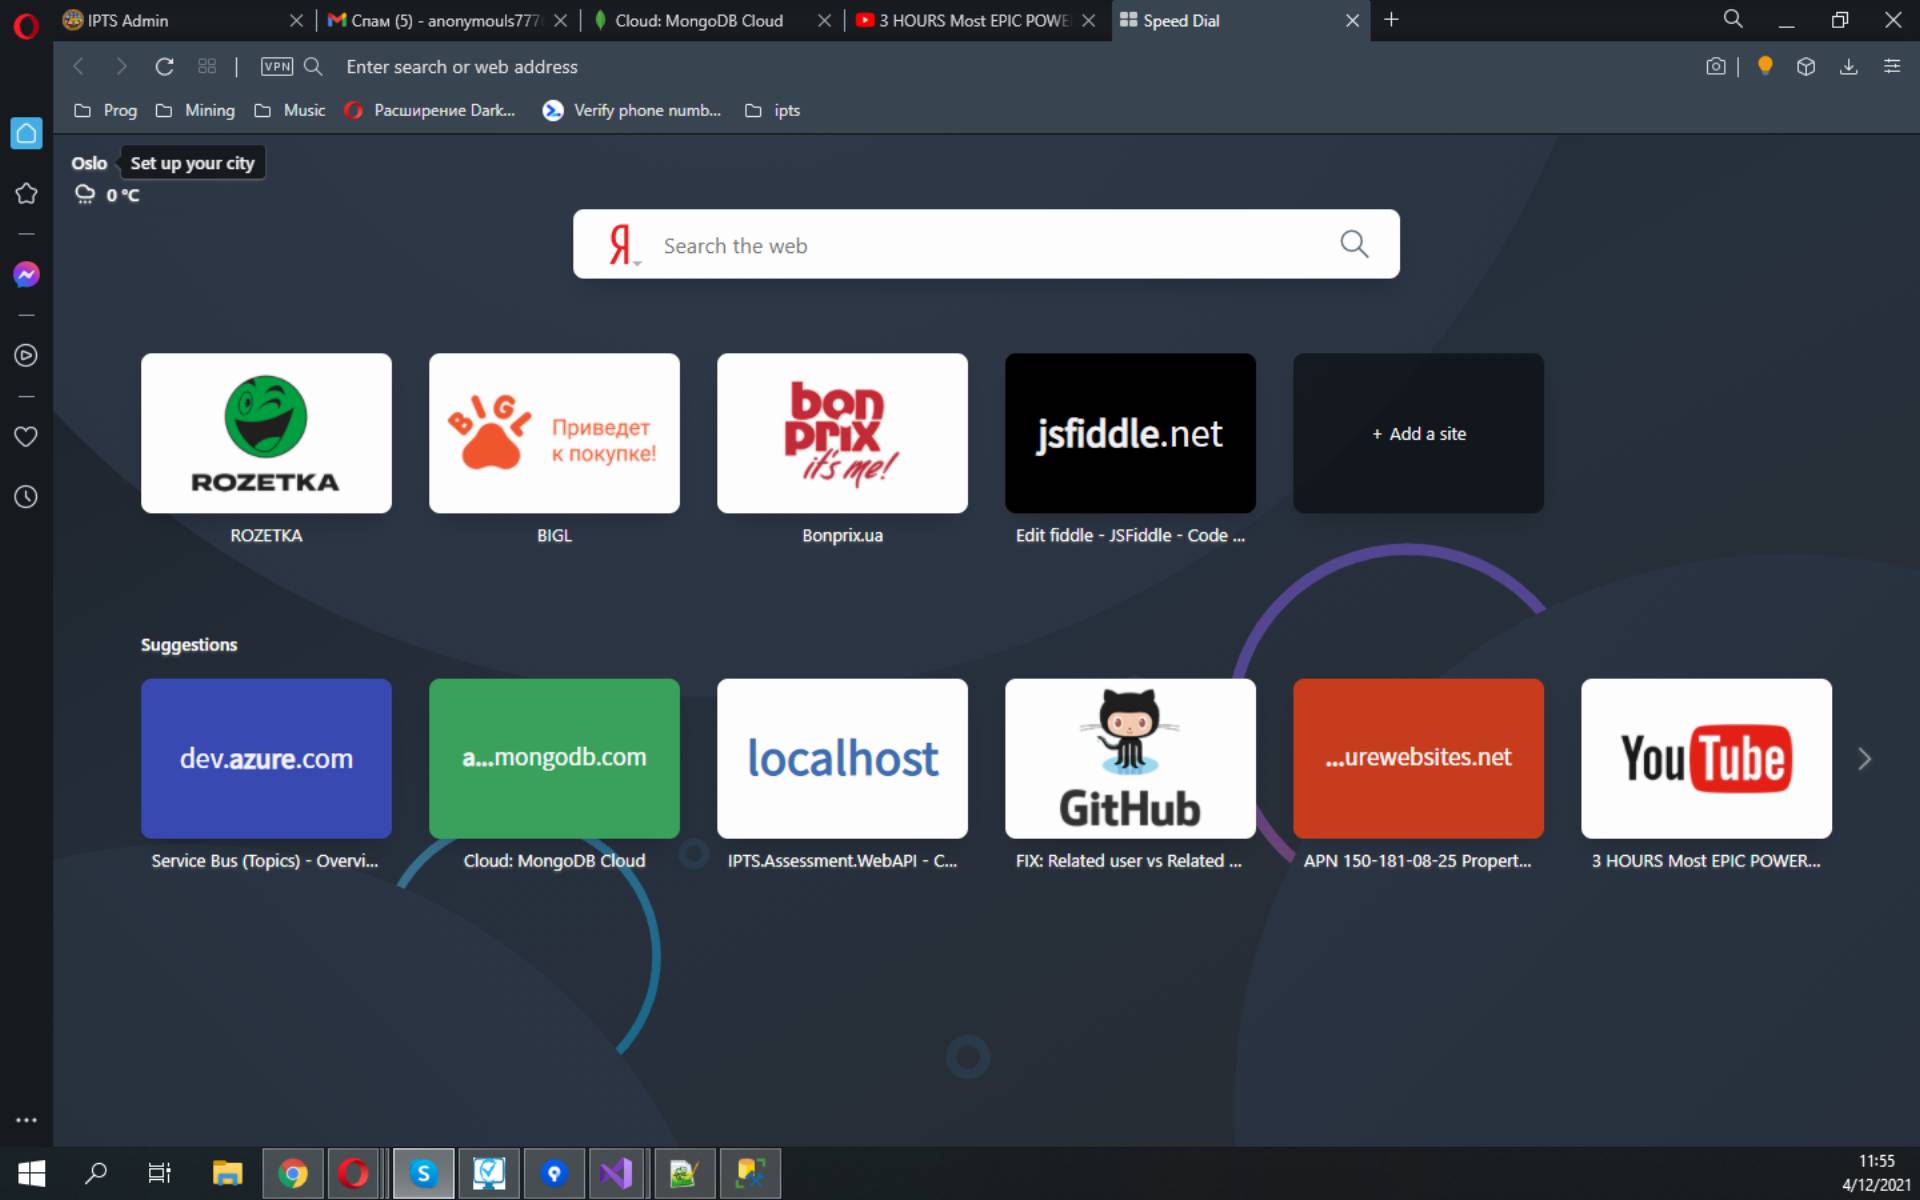 IPTS Admin
Спам (5) - anonymouls777
Cloud: MongoDB Cloud
3 HOURS Most EPIC POWE
Speed Dial
VPN
Enter search or web address
Prog
Mining
Music
Расширение Dark...
Verify phone numb...
ipts
Oslo
Set up your city
0 °C
Я
Search the web
ROZETKA
BIGL
Приведет
к покупке!
bon
prix
it's me!
jsfiddle.net
+ Add a site
ROZETKA
BIGL
Bonprix.ua
Edit fiddle - JSFiddle - Code ...
Suggestions
dev.azure.com
a...mongodb.com
localhost
GitHub
...urewebsites.net
YouTube
Service Bus (Topics) - Overvi...
Cloud: MongoDB Cloud
IPTS.Assessment.WebAPI - C...
FIX: Related user vs Related ...
APN 150-181-08-25 Propert...
3 HOURS Most EPIC POWER...
11:55
4/12/2021